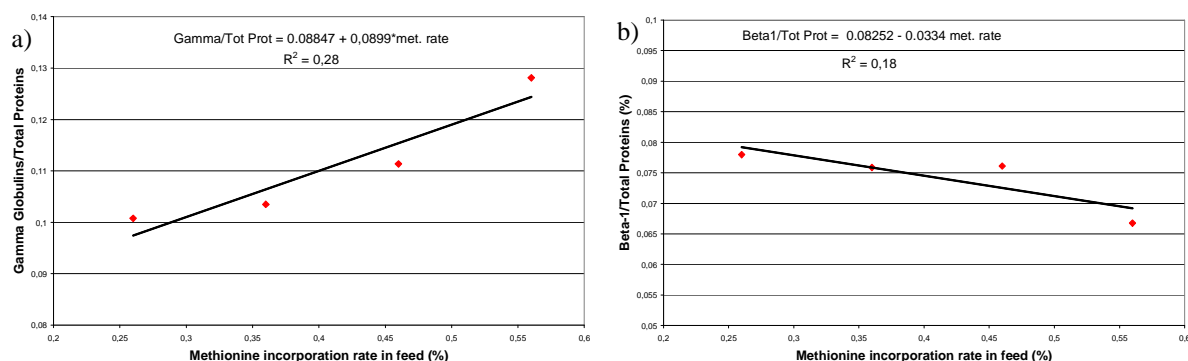 a)
Gamma/Tot Prot = 0.08847 + 0,0899*met. rate
R² = 0,28
Gamma Globulins/Total Proteins
0,14
0,13
0,12
0,11
0,1
0,09
0,08
0,2 0,25 0,3 0,35 0,4 0,45 0,5 0,55 0,6
Methionine incorporation rate in feed (%)
b)
Beta1/Tot Prot = 0.08252 - 0.0334 met. rate
R² = 0,18
Beta-1/Total Proteins (%)
0,1
0,095
0,09
0,085
0,08
0,075
0,07
0,065
0,06
0,055
0,05
0,2 0,25 0,3 0,35 0,4 0,45 0,5 0,55 0,6
Methionine incorporation rate in feed (%)